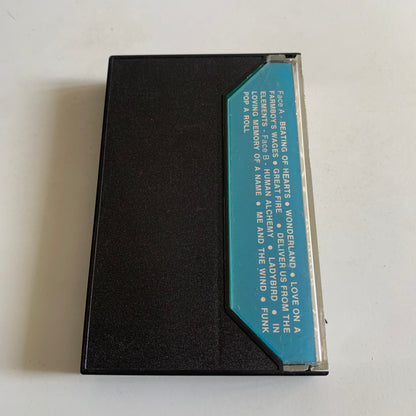 Face A - BEATING OF HEARTS ● WONDERLAND ● LOVE ON A
FARMBOY'S WAGES ● GREAT FIRE ● DELIVER US FROM THE
ELEMENTS - Face B - HUMAN ALCHEMY ● LADYBIRD ● IN
LOVING MEMORY OF A NAME ● ME AND THE WIND ● FUNK
POP A ROLL